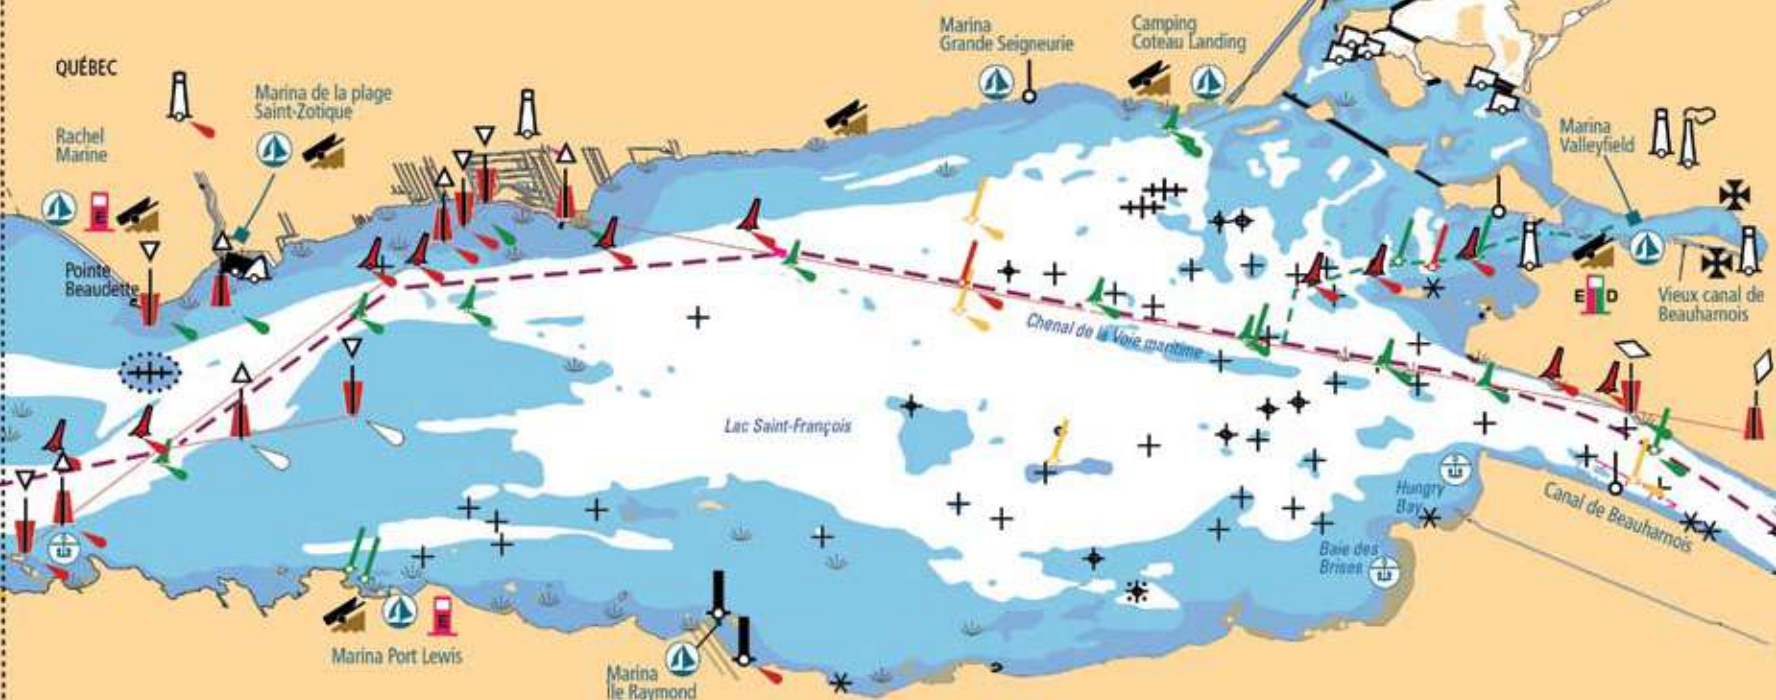 QUÉBEC
Rachel
Marine
Marina de la plage
Saint-Zotique
Marina
Grande Seigneurie
Camping
Coteau Landing
Marina
Valleyfield
E
Pointe
Beaudette
E D
Vieux canal de
Beauharnois
Chenal de la Voie maritime
Lac Saint-François
Hungry
Bay
Canal de Beauharnois
Baie des
Brises
E
Marina Port Lewis
Marina
Île Raymond